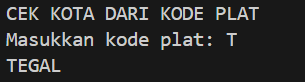 CEK KOTA DARI KODE PLAT
Masukkan kode plat: T
TEGAL